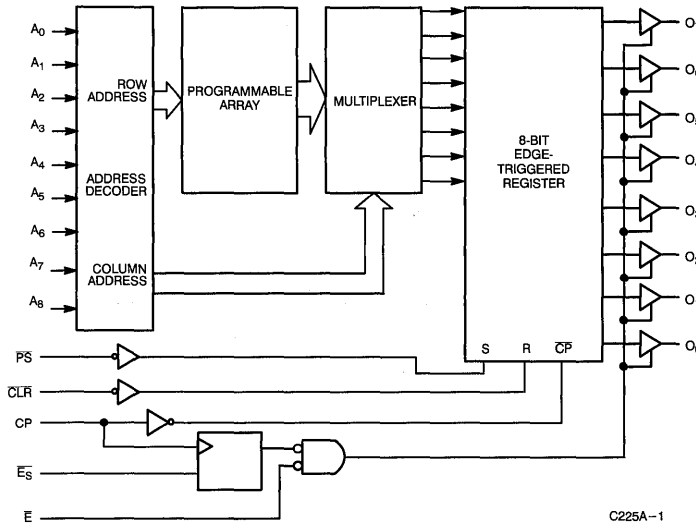 A0
A1
A2
A3
A4
A5
A6
A7
A8
ROW
ADDRESS
ADDRESS
DECODER
COLUMN
ADDRESS
PROGRAMMABLE
ARRAY
MULTIPLEXER
8-BIT
EDGE-
TRIGGERED
REGISTER
S R CP
PS
CLR
CP
ES
E
O
O
O
O
O
O
O
O
C225A-1